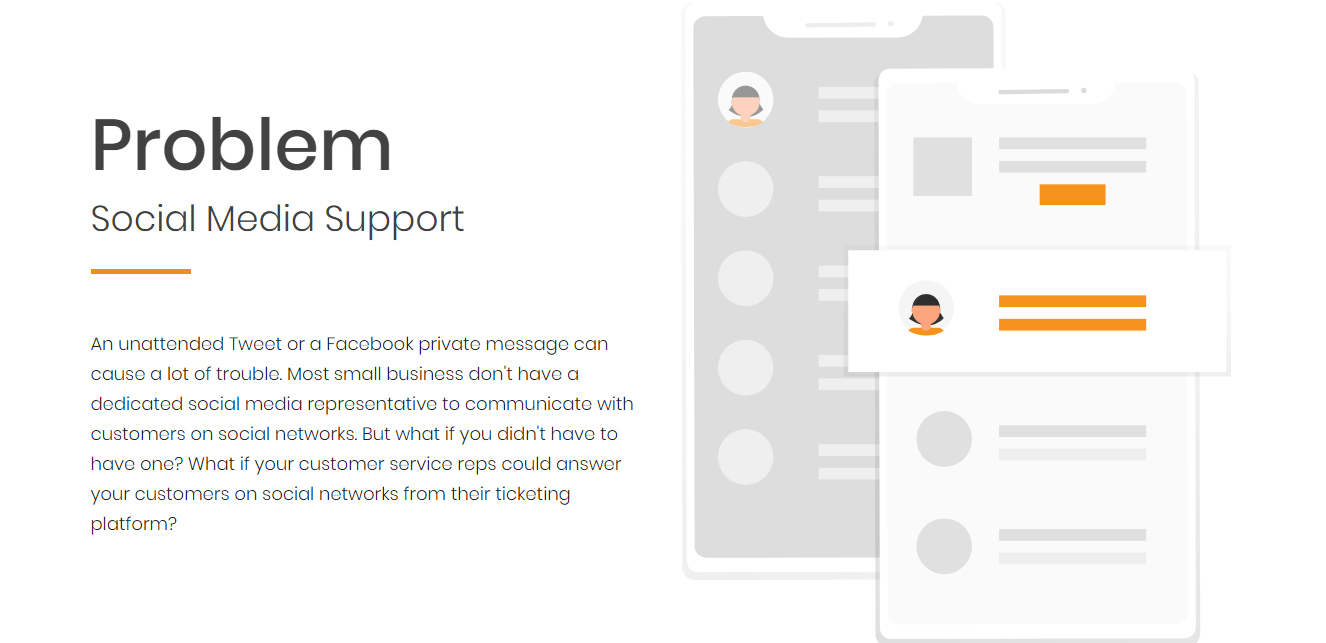 Problem
Social Media Support
An unattended Tweet or a Facebook private message can
cause a lot of trouble. Most small business don't have a
dedicated social media representative to communicate with
customers on social networks. But what if you didn't have to
have one? What if your customer service reps could answer
your customers on social networks from their ticketing
platform?